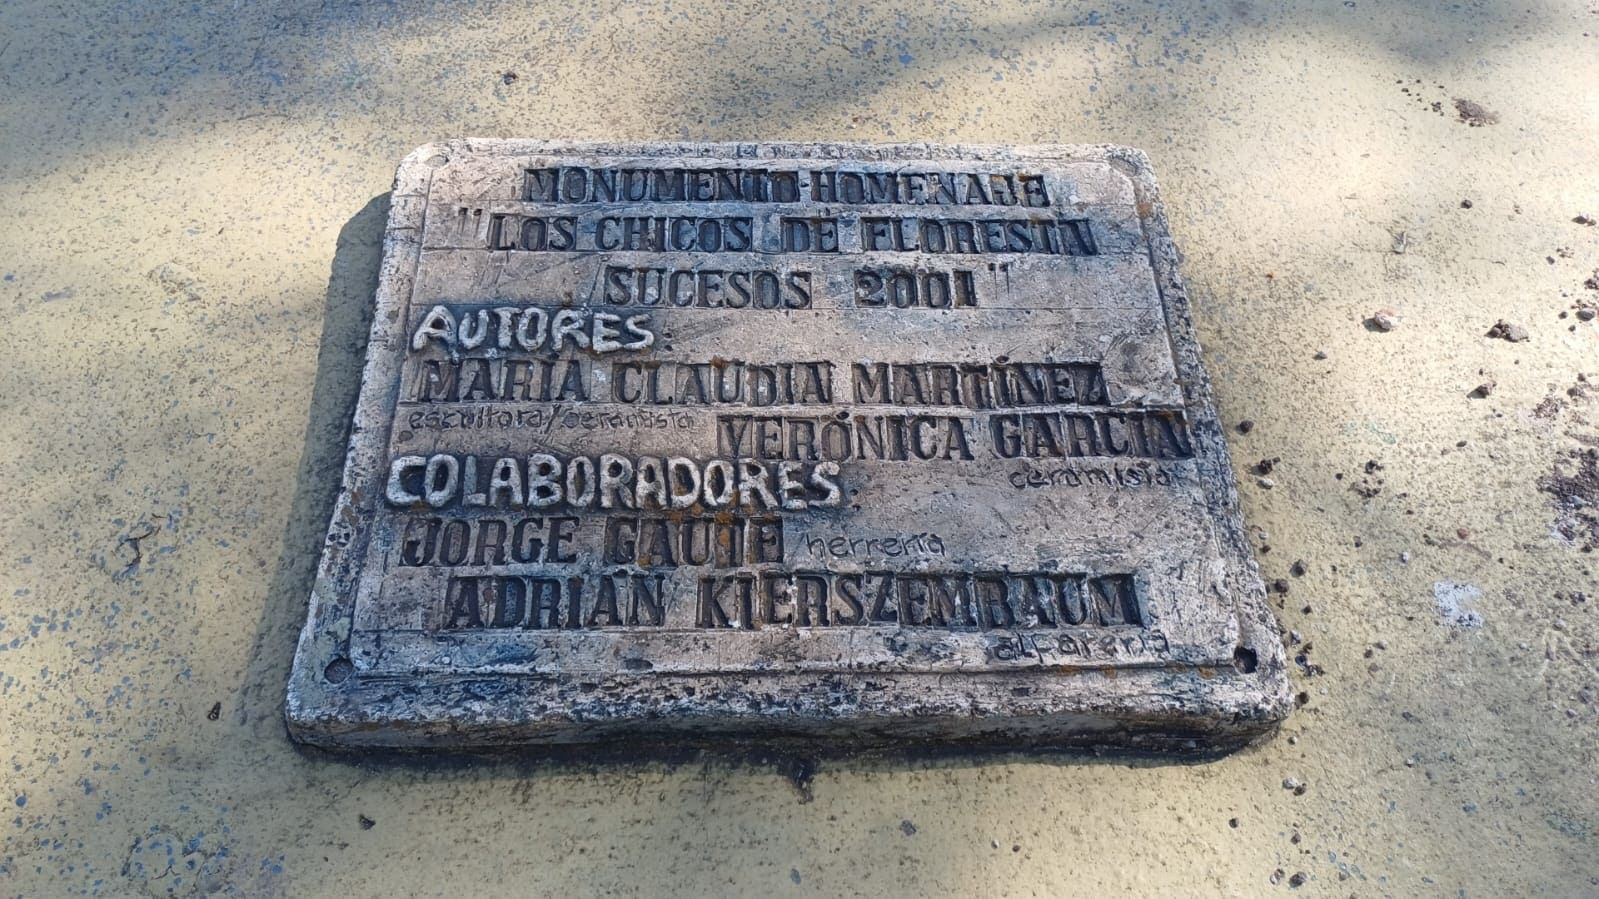 MONUMENTO-HOMENAJE
"LOS CHICOS DE FLORESTA
SUCESOS 2001"
AUTORES
MARÍA CLAUDIA MARTÍNEZ
escultora/ceramista VERÓNICA GARCÍA
ceramista
COLABORADORES
JORGE GAUTE/herrería
ADRIÁN KIERSZEMBAUM
alfarería